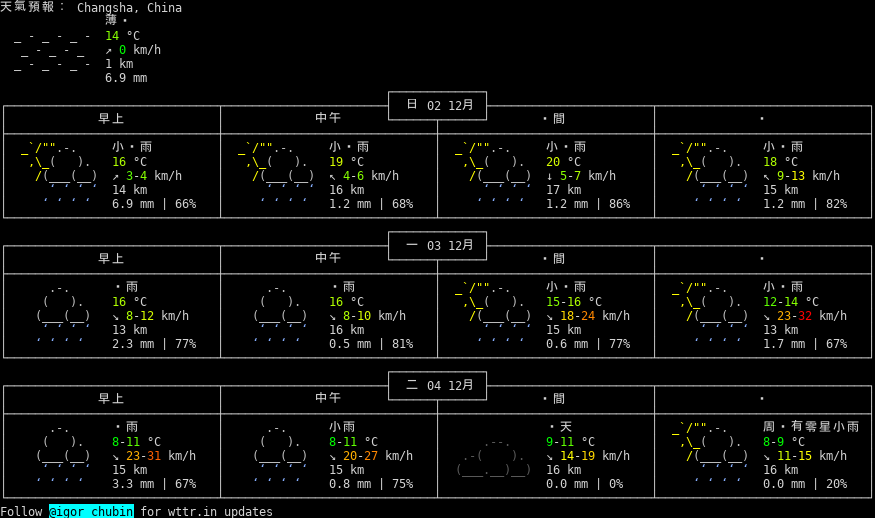 天氣預報： Changsha, China
薄・
14 °C
↗ 0 km/h
1 km
6.9 mm
日 02 12月
早上 中午 ・間 ・
小・雨 小・雨 小・雨 小・雨
16 °C 19 °C 20 °C 18 °C
↗ 3-4 km/h ↖ 4-6 km/h ↓ 5-7 km/h ↖ 9-13 km/h
14 km 16 km 17 km 15 km
6.9 mm | 66% 1.2 mm | 68% 1.2 mm | 86% 1.2 mm | 82%
一 03 12月
早上 中午 ・間 ・
・雨 ・雨 小・雨 小・雨
16 °C 16 °C 15-16 °C 12-14 °C
↘ 8-12 km/h ↘ 8-10 km/h ↘ 18-24 km/h ↘ 23-32 km/h
13 km 16 km 15 km 13 km
2.3 mm | 77% 0.5 mm | 81% 0.6 mm | 77% 1.7 mm | 67%
二 04 12月
早上 中午 ・間 ・
・雨 小雨 ・天 周・有零星小雨
8-11 °C 8-11 °C 9-11 °C 8-9 °C
↘ 23-31 km/h ↘ 20-27 km/h ↘ 14-19 km/h ↘ 11-15 km/h
15 km 15 km 16 km 16 km
3.3 mm | 67% 0.8 mm | 75% 0.0 mm | 0% 0.0 mm | 20%
Follow @igor_chubin for wttr.in updates